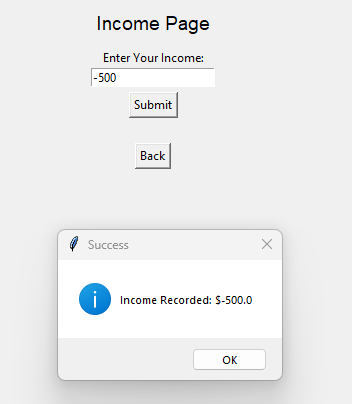 Income Page
Enter Your Income:
-500
Submit
Back
Success
Income Recorded: $-500.0
OK